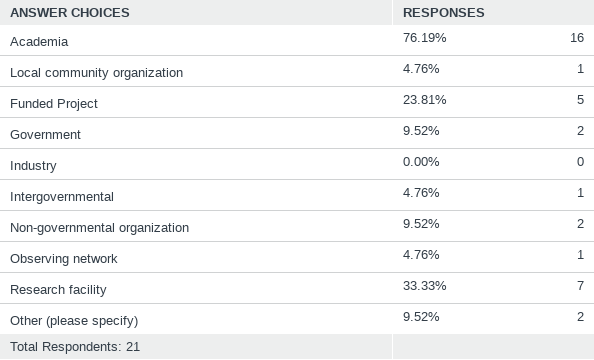 ANSWER CHOICES RESPONSES
Academia 76.19% 16
Local community organization 4.76% 1
Funded Project 23.81% 5
Government 9.52% 2
Industry 0.00% 0
Intergovernmental 4.76% 1
Non-governmental organization 9.52% 2
Observing network 4.76% 1
Research facility 33.33% 7
Other (please specify) 9.52% 2
Total Respondents: 21